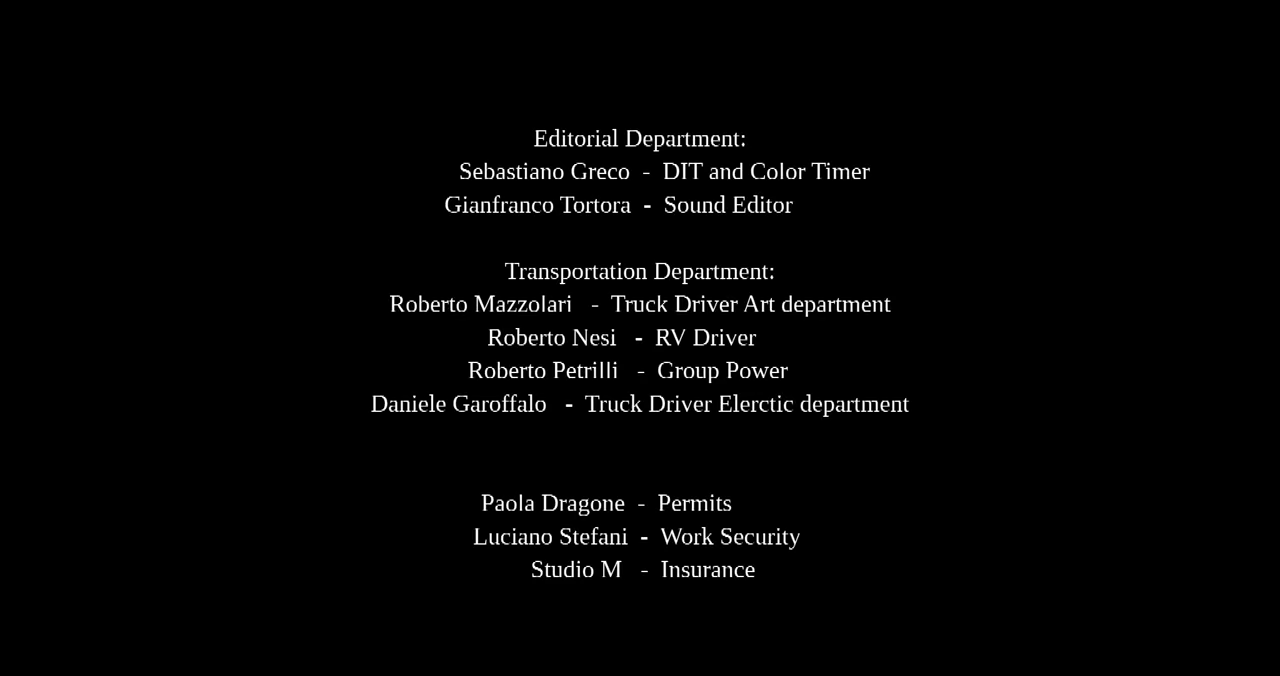 Editorial Department:
Sebastiano Greco - DIT and Color Timer
Gianfranco Tortora - Sound Editor
Transportation Department:
Roberto Mazzolari - Truck Driver Art department
Roberto Nesi - RV Driver
Roberto Petrilli - Group Power
Daniele Garoffalo - Truck Driver Elerctic department
Paola Dragone - Permits
Luciano Stefani - Work Security
Studio M - Insurance